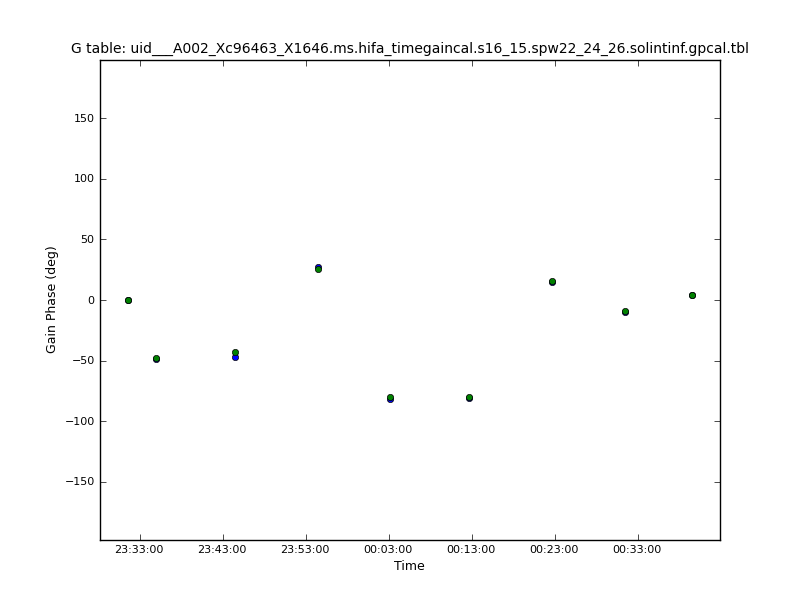 G table: uid___A002_Xc96463_X1646.ms.hifa_timegaincal.s16_15.spw22_24_26.solintinf.gpcal.tbl
150
100
50
0
−50
−100
−150
Gain Phase (deg)
23:33:00 23:43:00 23:53:00 00:03:00 00:13:00 00:23:00 00:33:00
Time